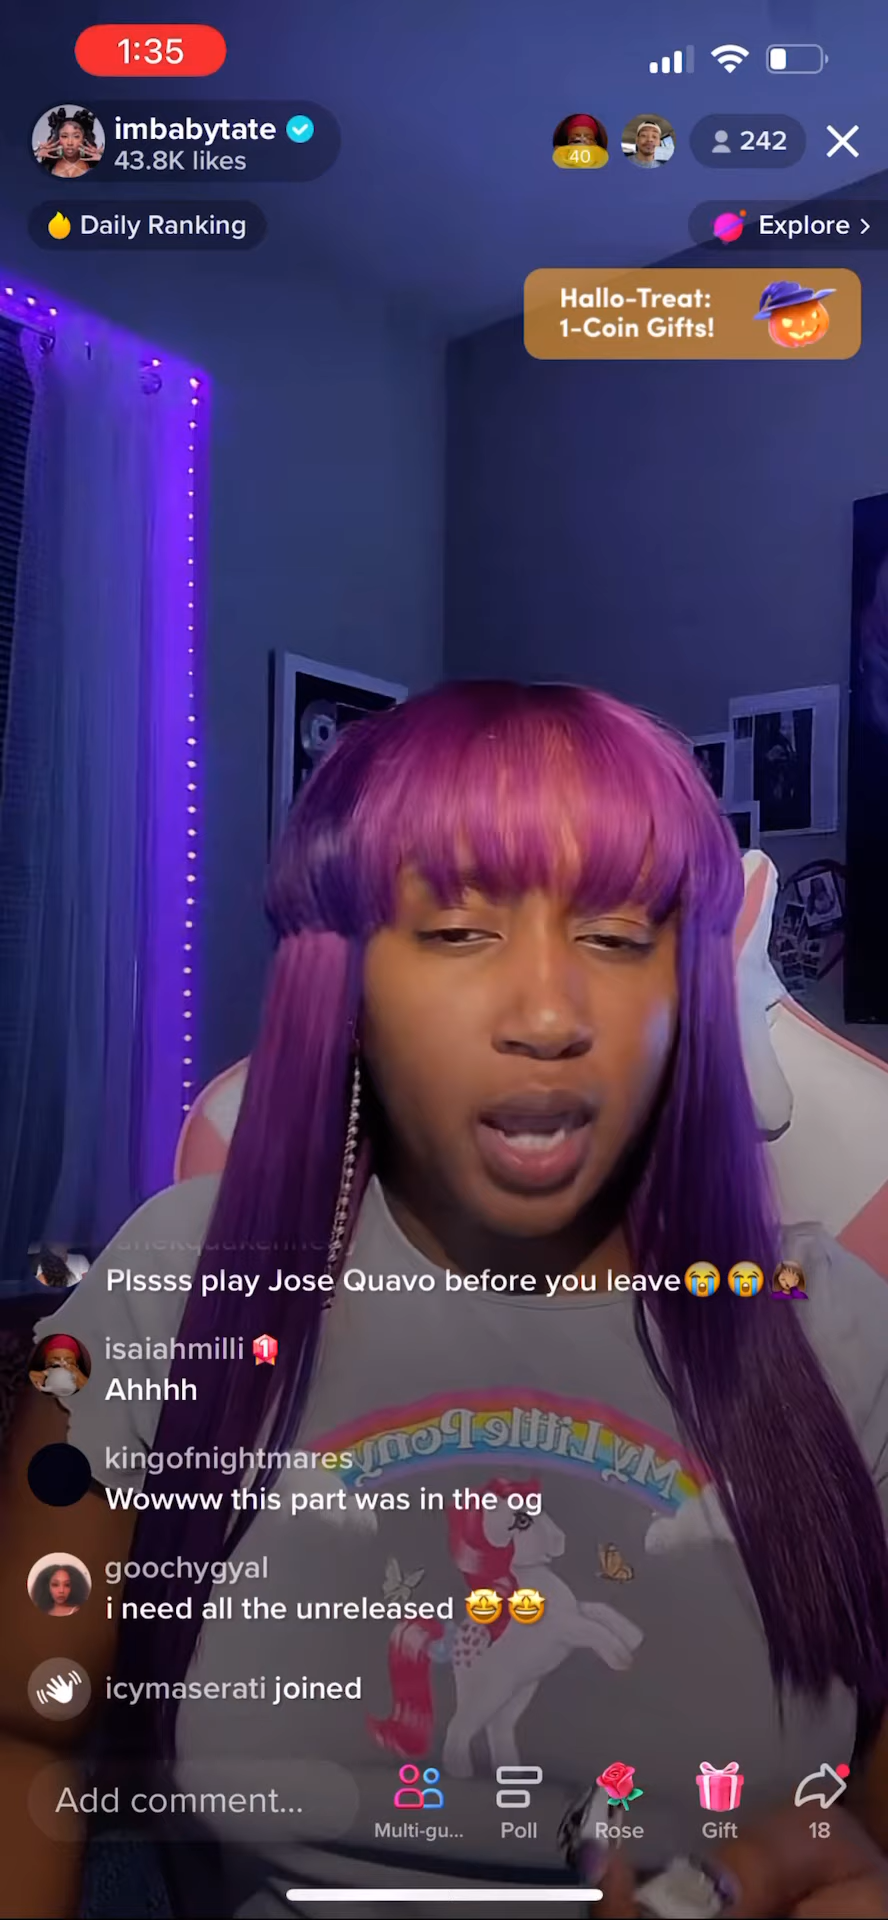 1:35
imbabytate
43.8K likes
40
242
Daily Ranking
Explore >
Hallo-Treat:
1-Coin Gifts!
Plssss play Jose Quavo before you leave😭😭🤦🏾‍♀️
isaiahmilli 1
Ahhhh
kingofnightmares
Wowww this part was in the og
goochygyal
i need all the unreleased 🤩🤩
icymaserati joined
My Little Pony
Add comment...
Multi-gu...
Poll
Rose
Gift
18